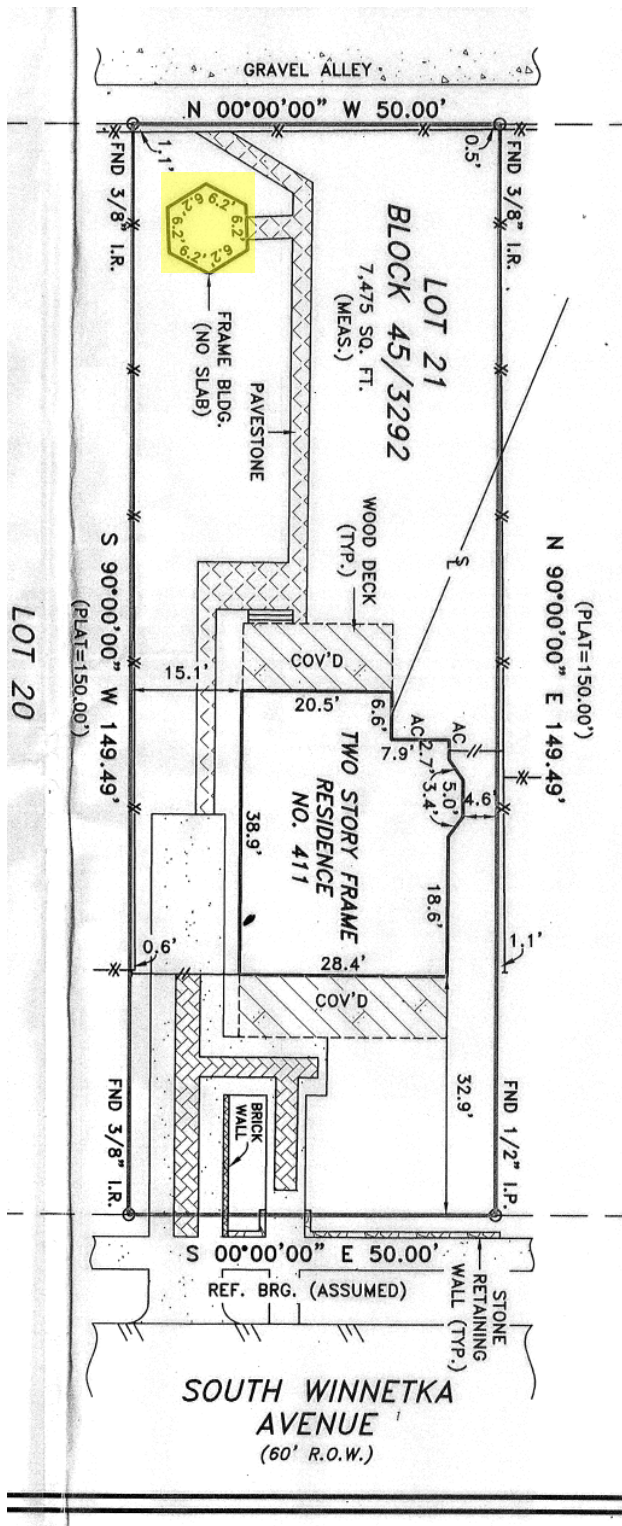 GRAVEL ALLEY
N 00°00'00" W 50.00'
1.1'
0.5'
FND 3/8" I.R.
FND 3/8" I.R.
6.2'
6.2'
6.2'
6.2'
6.2'
6.2'
LOT 21
BLOCK 45/3292
7,475 SQ. FT.
(MEAS.)
FRAME BLDG.
(NO SLAB)
PAVESTONE
WOOD DECK
(TYP.)
SL
N 90°00'00" E 149.49'
(PLAT=150.00')
S 90°00'00" W 149.49'
(PLAT=150.00')
LOT 20
COV'D
15.1'
20.5'
6.6'
7.9'
AC
AC
2.7'
5.0'
3.4'
4.6'
TWO STORY FRAME
RESIDENCE
NO. 411
38.9'
18.6'
28.4'
0.6'
1.1'
COV'D
32.9'
FND 3/8" I.R.
FND 1/2" I.P.
BRICK
WALL
S 00°00'00" E 50.00'
REF. BRG. (ASSUMED)
STONE
RETAINING
WALL (TYP.)
SOUTH WINNETKA
AVENUE
(60' R.O.W.)